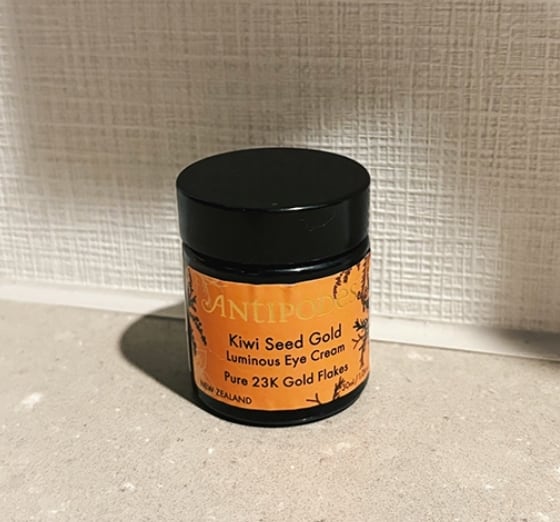 ANTIPODES
Kiwi Seed Gold
Luminous Eye Cream
Pure 23K Gold Flakes
NEW ZEALAND